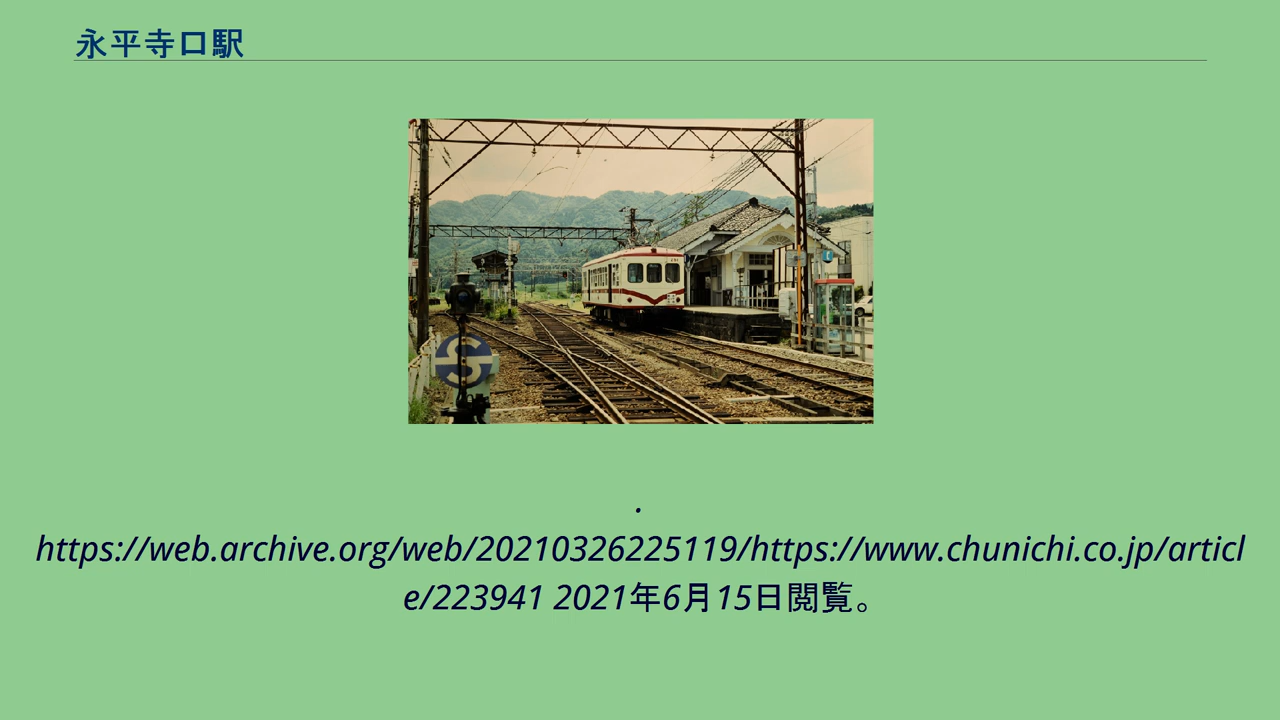 永平寺口駅
S
.
https://web.archive.org/web/20210326225119/https://www.chunichi.co.jp/articl
e/223941 2021年6月15日閲覧。